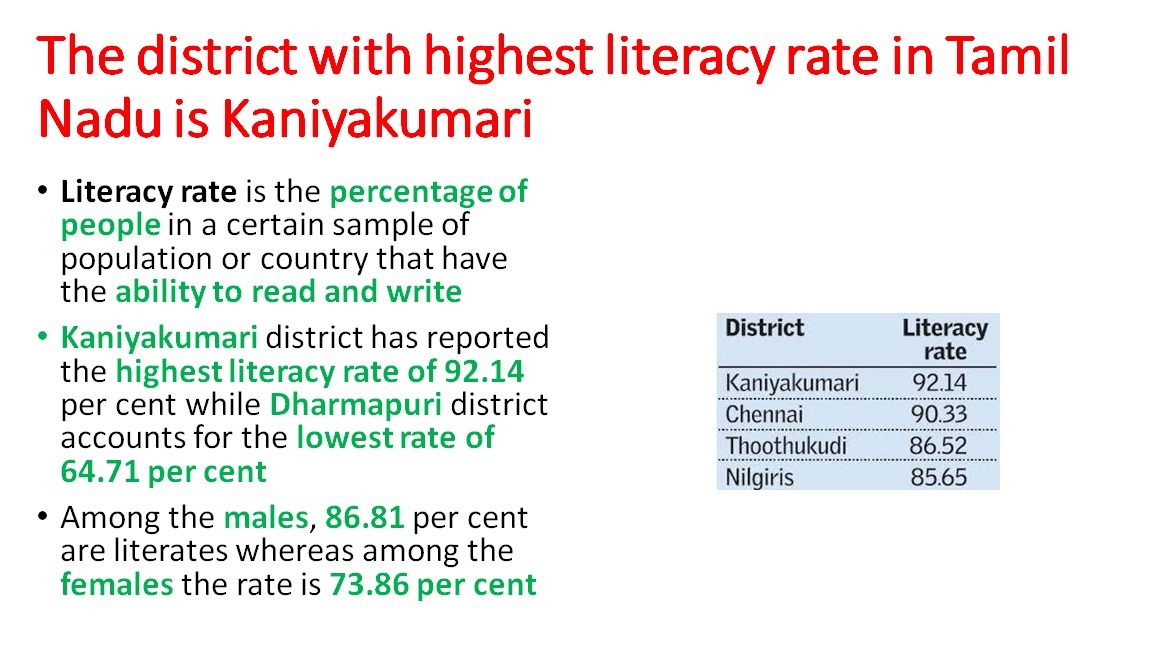 The district with highest literacy rate in Tamil
Nadu is Kaniyakumari
• Literacy rate is the percentage of
people in a certain sample of
population or country that have
the ability to read and write
• Kaniyakumari district has reported
the highest literacy rate of 92.14
per cent while Dharmapuri district
accounts for the lowest rate of
64.71 per cent
• Among the males, 86.81 per cent
are literates whereas among the
females the rate is 73.86 per cent
District Literacy
rate
Kaniyakumari 92.14
Chennai 90.33
Thoothukudi 86.52
Nilgiris 85.65